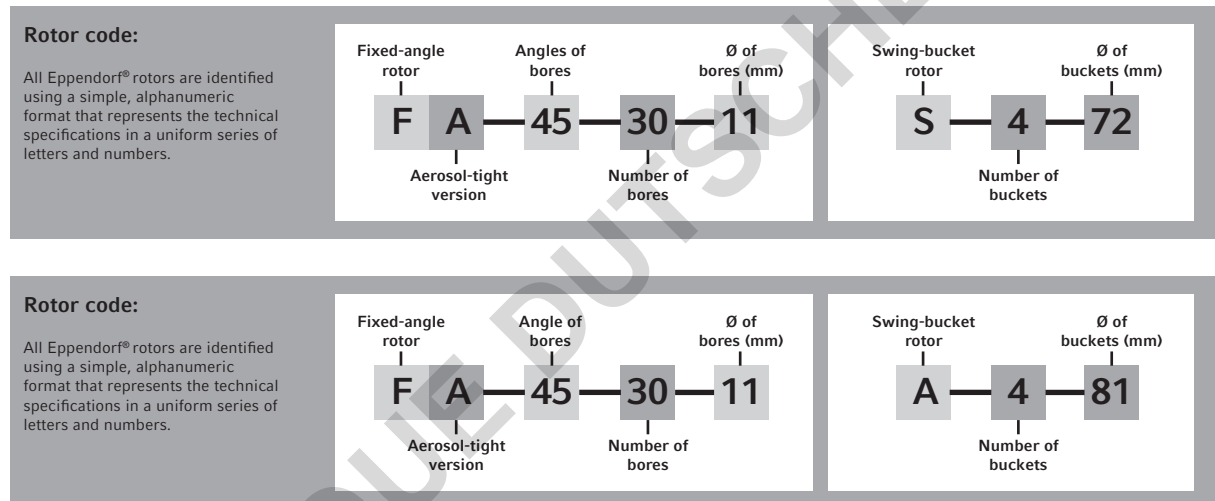 Rotor code:
All Eppendorf® rotors are identified
using a simple, alphanumeric
format that represents the technical
specifications in a uniform series of
letters and numbers.
Fixed-angle
rotor
Angles of
bores
Ø of
bores (mm)
F A 45 30 11
Aerosol-tight
version
Number of
bores
Swing-bucket
rotor
Ø of
buckets (mm)
S 4 72
Number of
buckets
Rotor code:
All Eppendorf® rotors are identified
using a simple, alphanumeric
format that represents the technical
specifications in a uniform series of
letters and numbers.
Fixed-angle
rotor
Angle of
bores
Ø of
bores (mm)
F A 45 30 11
Aerosol-tight
version
Number of
bores
Swing-bucket
rotor
Ø of
buckets (mm)
A 4 81
Number of
buckets
UE DUTSCHE